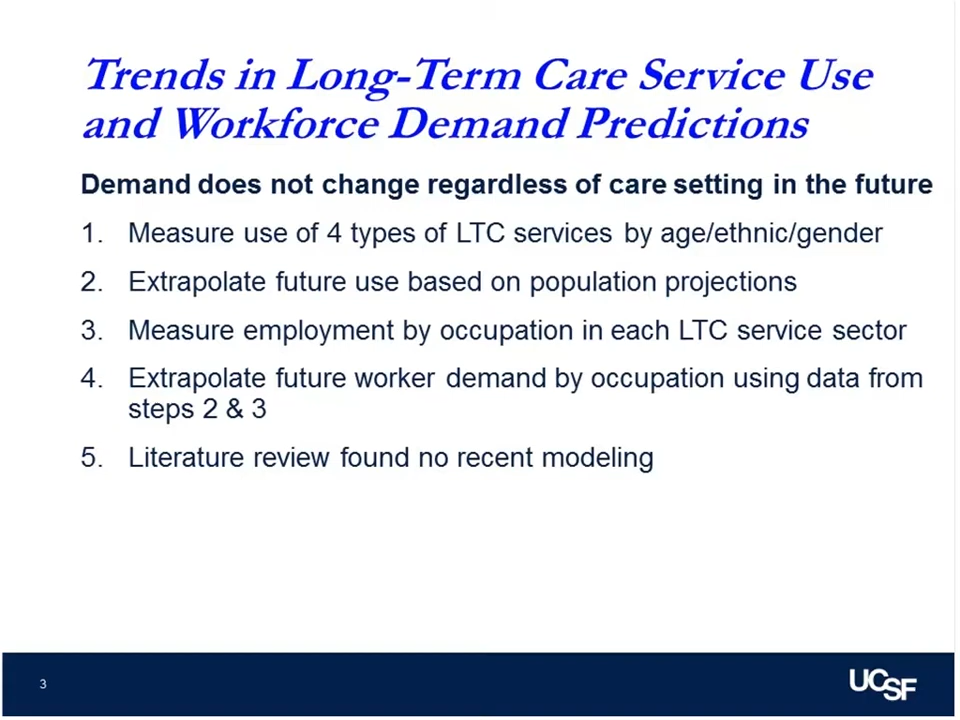 Trends in Long-Term Care Service Use
and Workforce Demand Predictions
Demand does not change regardless of care setting in the future
1. Measure use of 4 types of LTC services by age/ethnic/gender
2. Extrapolate future use based on population projections
3. Measure employment by occupation in each LTC service sector
4. Extrapolate future worker demand by occupation using data from
steps 2 & 3
5. Literature review found no recent modeling
3
UCSF